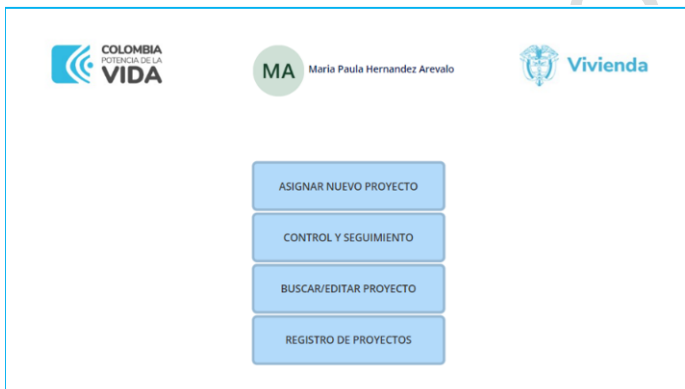 COLOMBIA
POTENCIA DE LA
VIDA
MA
Maria Paula Hernandez Arevalo
Vivienda
ASIGNAR NUEVO PROYECTO
CONTROL Y SEGUIMIENTO
BUSCAR/EDITAR PROYECTO
REGISTRO DE PROYECTOS